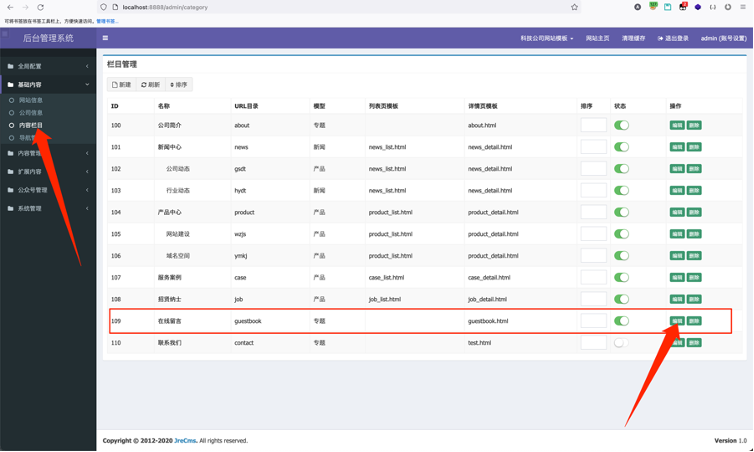 localhost:8888/admin/category
可将书签放在书签工具栏上，方便快速访问。管理书签...
后台管理系统
科技公司网站模板 网站主页 清理缓存 退出登录 admin (账号设置)
全局配置
基础内容
网站信息
公司信息
内容栏目
内容管理
扩展内容
公众号管理
系统管理
栏目管理
新建 刷新 排序
ID 名称 URL目录 模型 列表页模板 详情页模板 排序 状态 操作
100 公司简介 about 专题 about.html 编辑 删除
101 新闻中心 news 新闻 news_list.html news_detail.html 编辑 删除
102 公司动态 gsdt 产品 news_list.html news_detail.html 编辑 删除
103 行业动态 hydt 新闻 news_list.html news_detail.html 编辑 删除
104 产品中心 product 产品 product_list.html product_detail.html 编辑 删除
105 网站建设 wzjs 产品 product_list.html product_detail.html 编辑 删除
106 域名空间 ymkj 产品 product_list.html product_detail.html 编辑 删除
107 服务案例 case 产品 case_list.html case_detail.html 编辑 删除
108 招贤纳士 job 产品 job_list.html job_detail.html 编辑 删除
109 在线留言 guestbook 专题 guestbook.html 编辑 删除
110 联系我们 contact 专题 test.html 编辑 删除
Copyright © 2012-2020 JreCms. All rights reserved.
Version 1.0